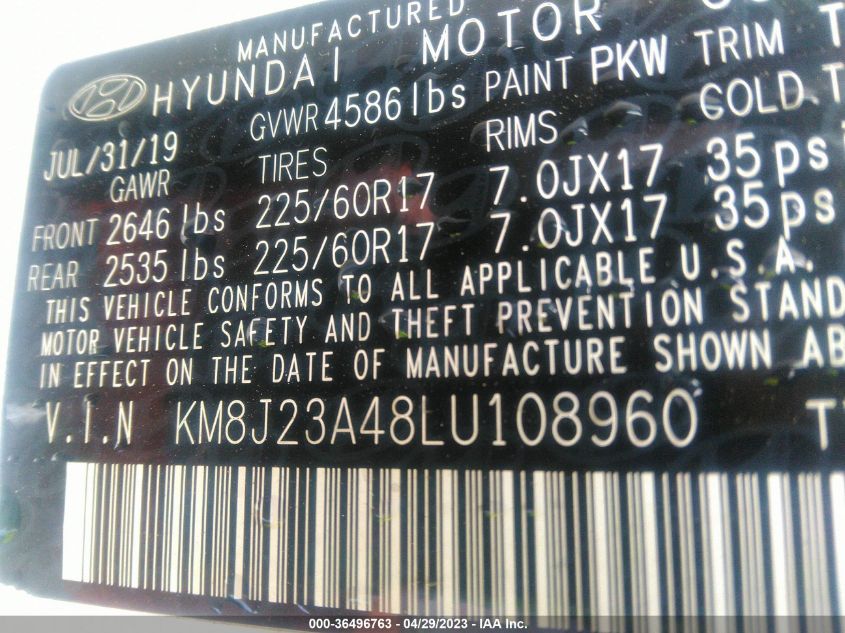 MANUFACTURED
HYUNDAI MOTOR
JUL/31/19 GVWR 4586 lbs PAINT PKW TRIM
GAWR TIRES RIMS COLD
FRONT 2646 lbs 225/60R17 7.0JX17 35 psi
REAR 2535 lbs 225/60R17 7.0JX17 35 psi
THIS VEHICLE CONFORMS TO ALL APPLICABLE U.S.A.
MOTOR VEHICLE SAFETY AND THEFT PREVENTION STAND
IN EFFECT ON THE DATE OF MANUFACTURE SHOWN AB
V.I.N KM8J23A48LU108960
000-36496763 - 04/29/2023 - IAA Inc.